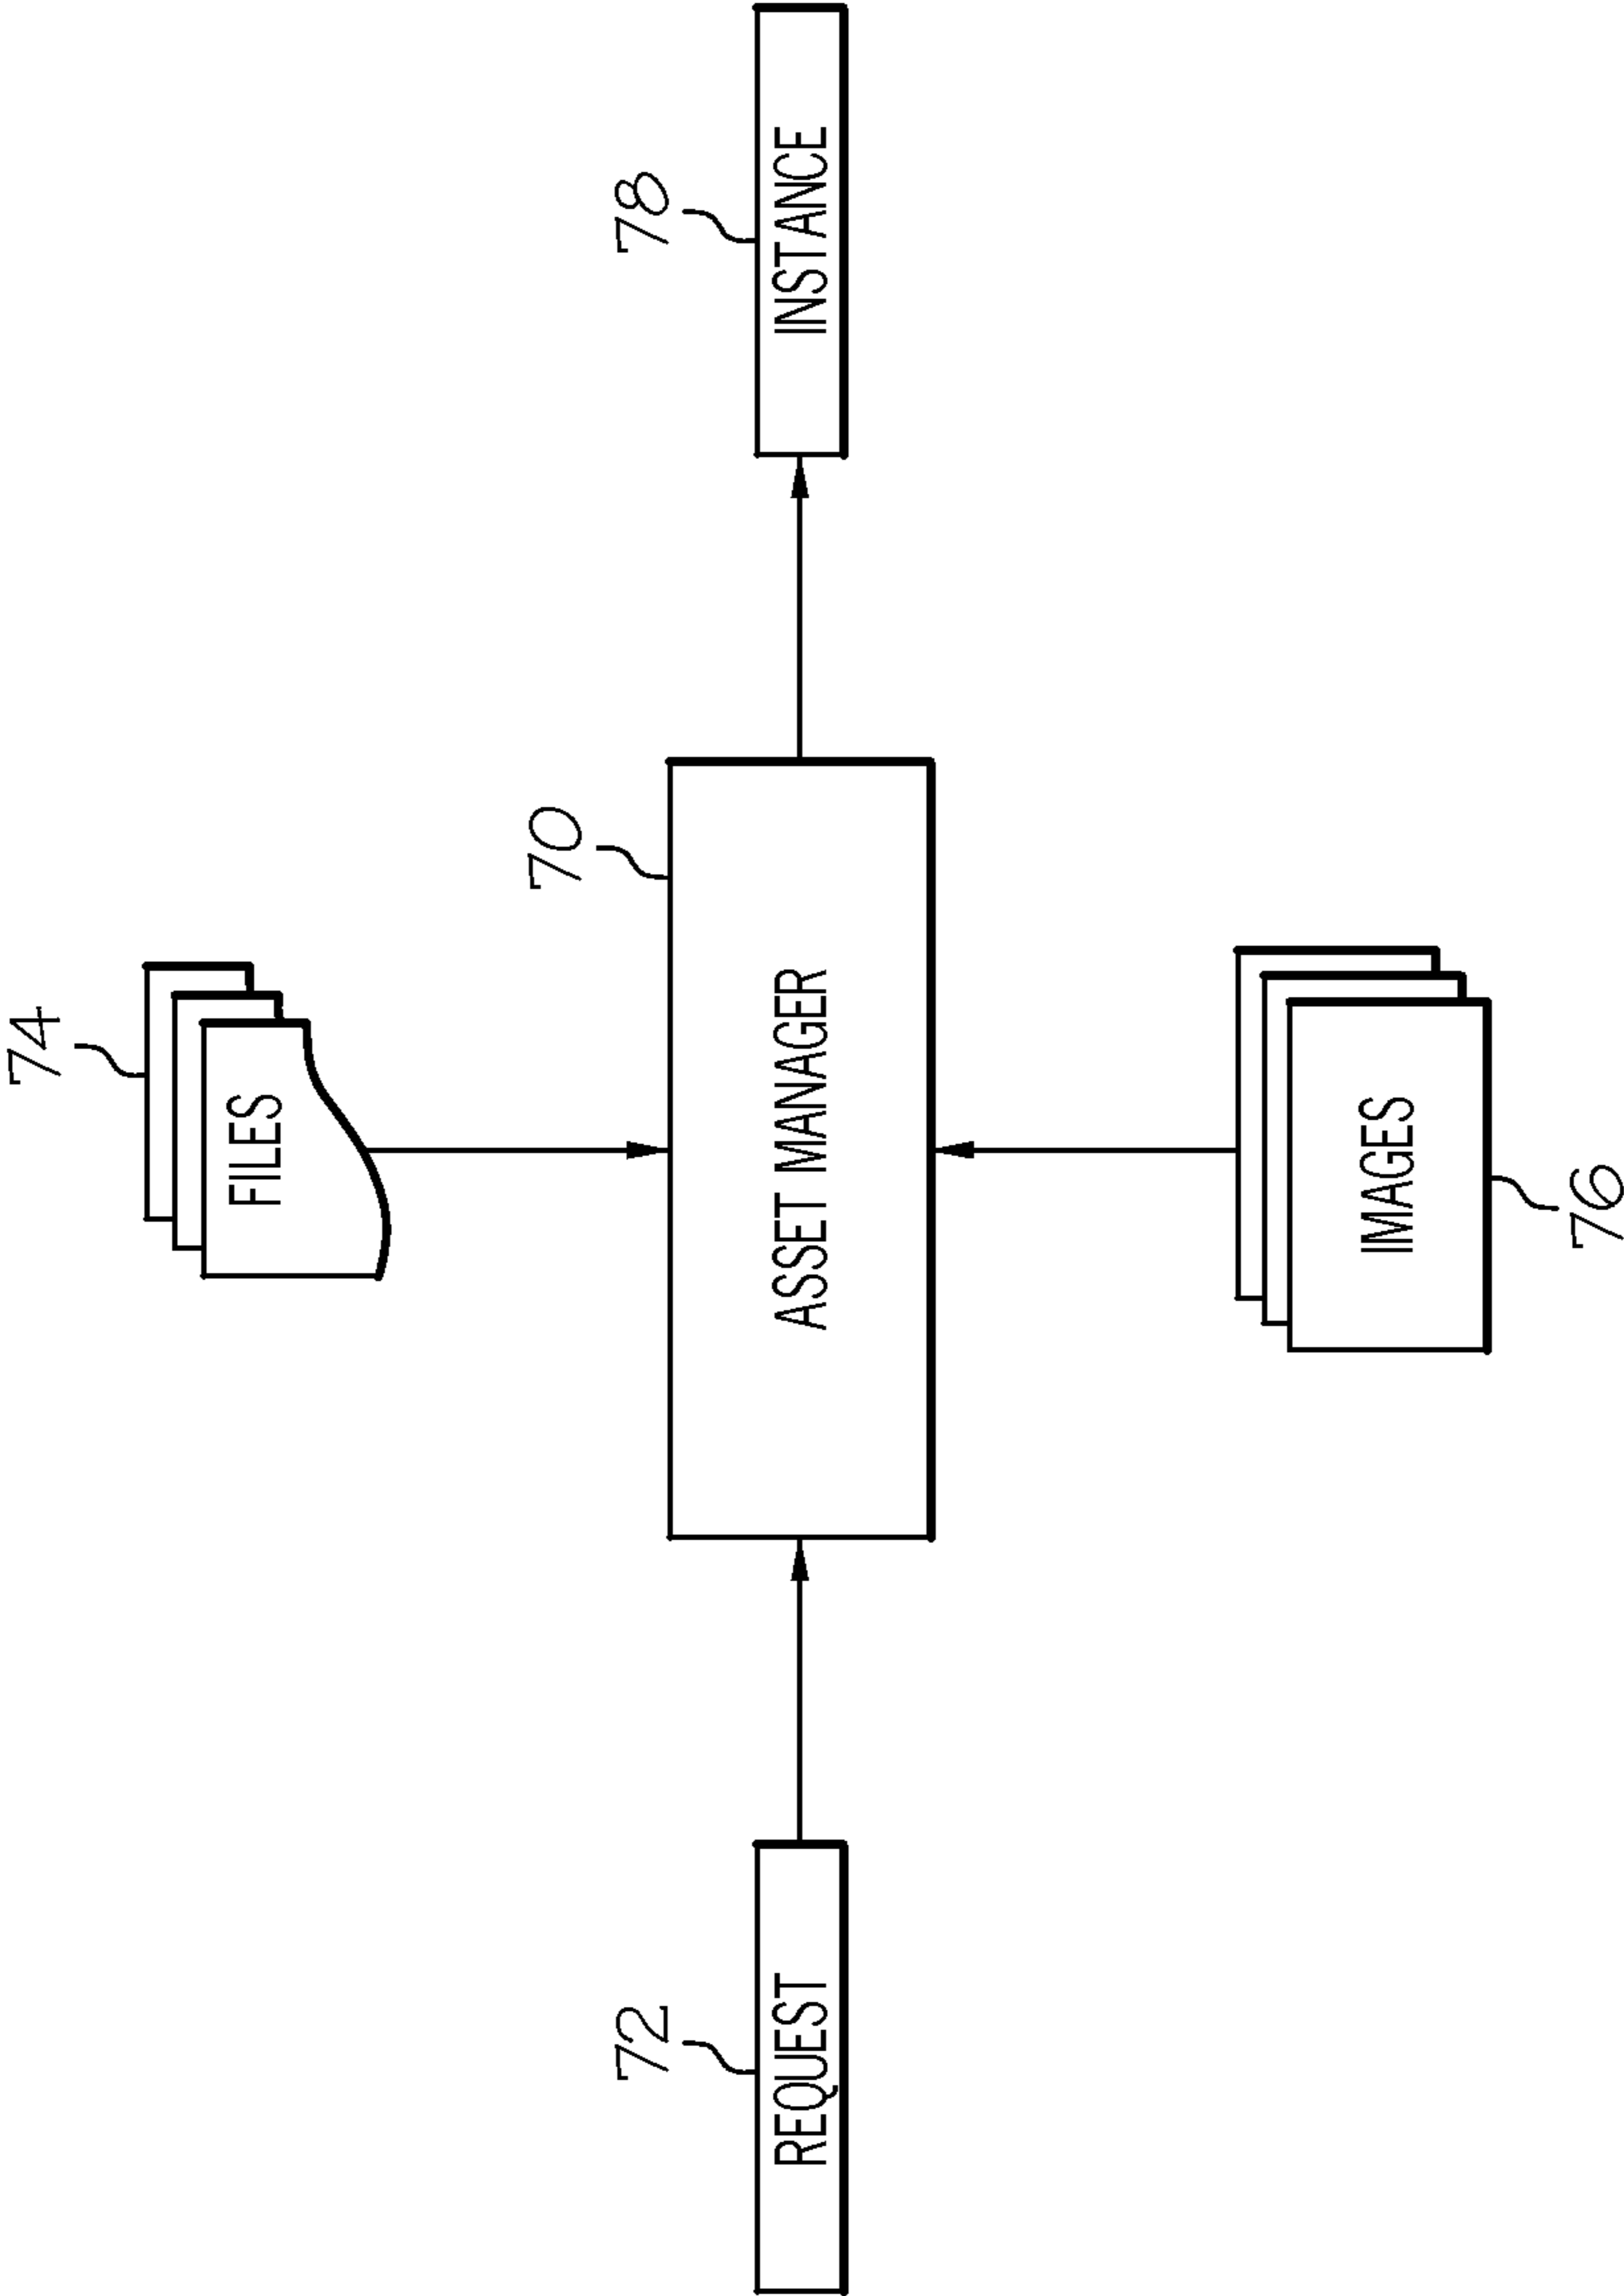 74
FILES
70
72
78
REQUEST
ASSET MANAGER
INSTANCE
IMAGES
76